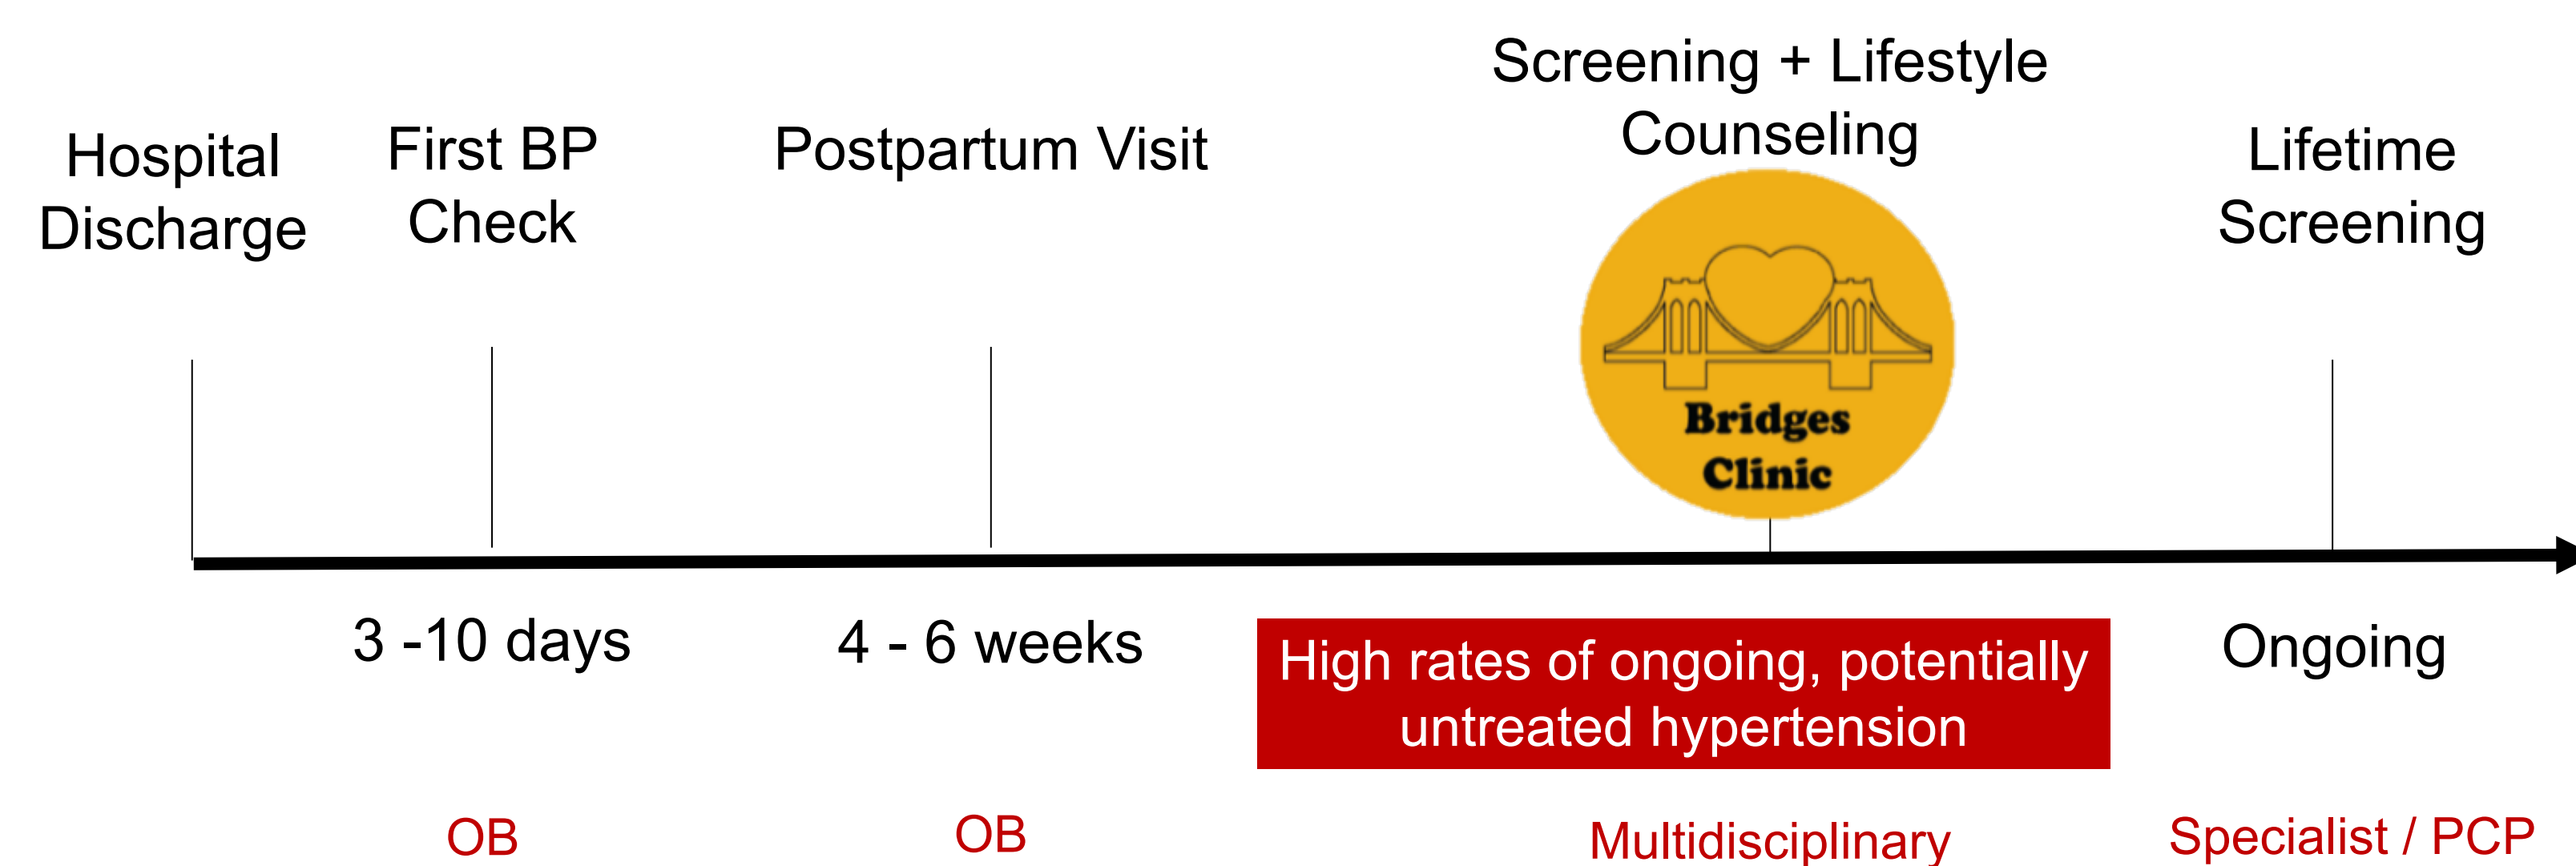 Hospital
Discharge
First BP
Check
Postpartum Visit
Screening + Lifestyle
Counseling
Bridges
Clinic
Lifetime
Screening
3 -10 days
4 - 6 weeks
High rates of ongoing, potentially
untreated hypertension
Ongoing
OB
OB
Multidisciplinary
Specialist / PCP